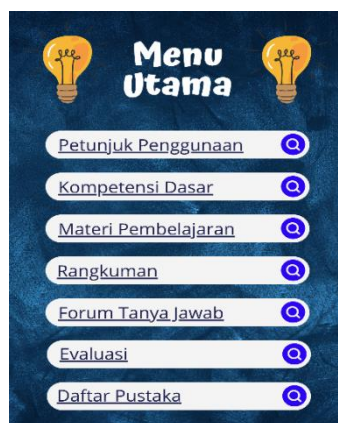 Menu
Utama
Petunjuk Penggunaan
Kompetensi Dasar
Materi Pembelajaran
Rangkuman
Forum Tanya Jawab
Evaluasi
Daftar Pustaka